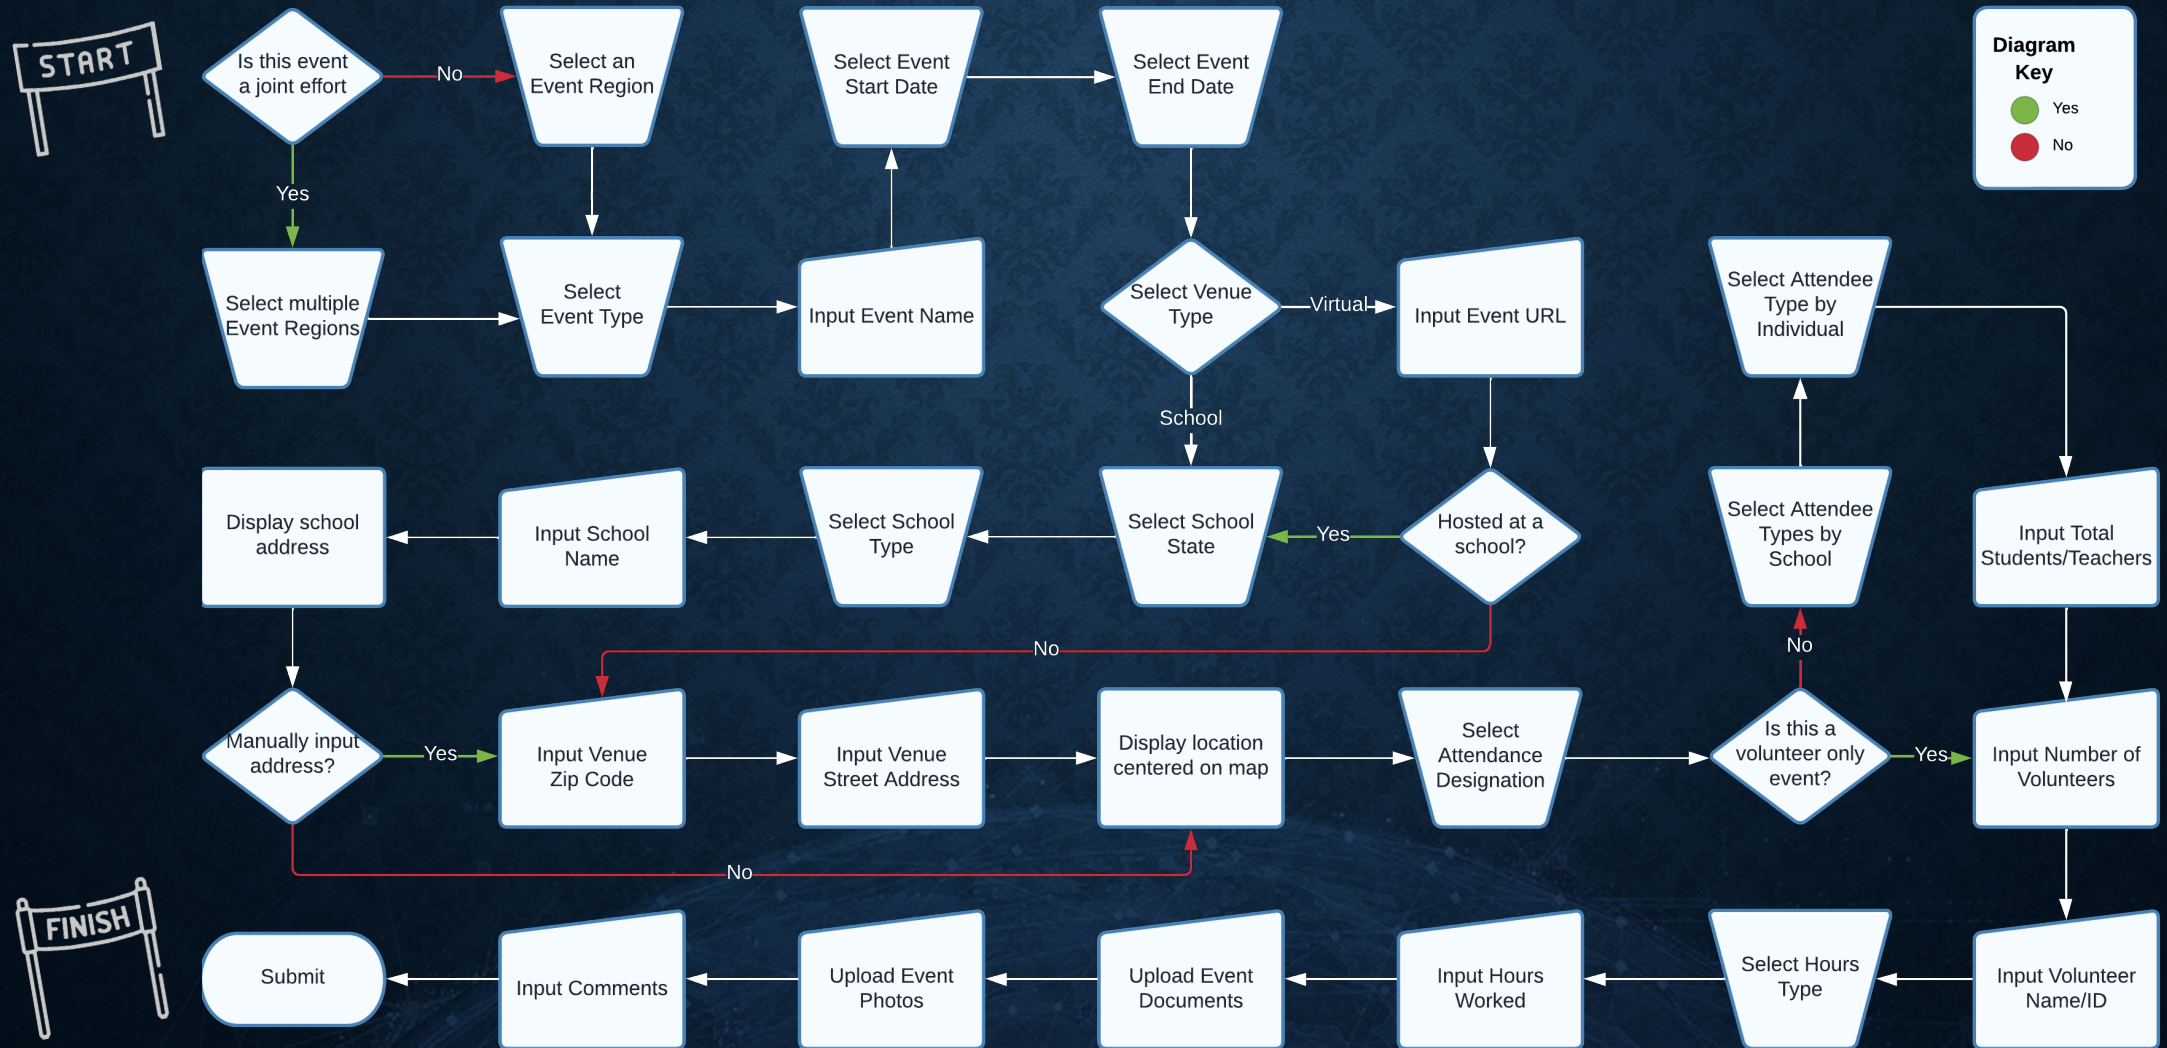 START
Is this event
a joint effort
No
Select an
Event Region
Select Event
Start Date
Select Event
End Date
Diagram
Key
Yes
No
Yes
Select multiple
Event Regions
Select
Event Type
Input Event Name
Select Venue
Type
Virtual
Input Event URL
Select Attendee
Type by
Individual
School
Display school
address
Input School
Name
Select School
Type
Select School
State
Yes
Hosted at a
school?
Select Attendee
Types by
School
Input Total
Students/Teachers
No
No
Manually input
address?
Yes
Input Venue
Zip Code
Input Venue
Street Address
Display location
centered on map
Select
Attendance
Designation
Is this a
volunteer only
event?
Yes
Input Number of
Volunteers
No
FINISH
Submit
Input Comments
Upload Event
Photos
Upload Event
Documents
Input Hours
Worked
Select Hours
Type
Input Volunteer
Name/ID